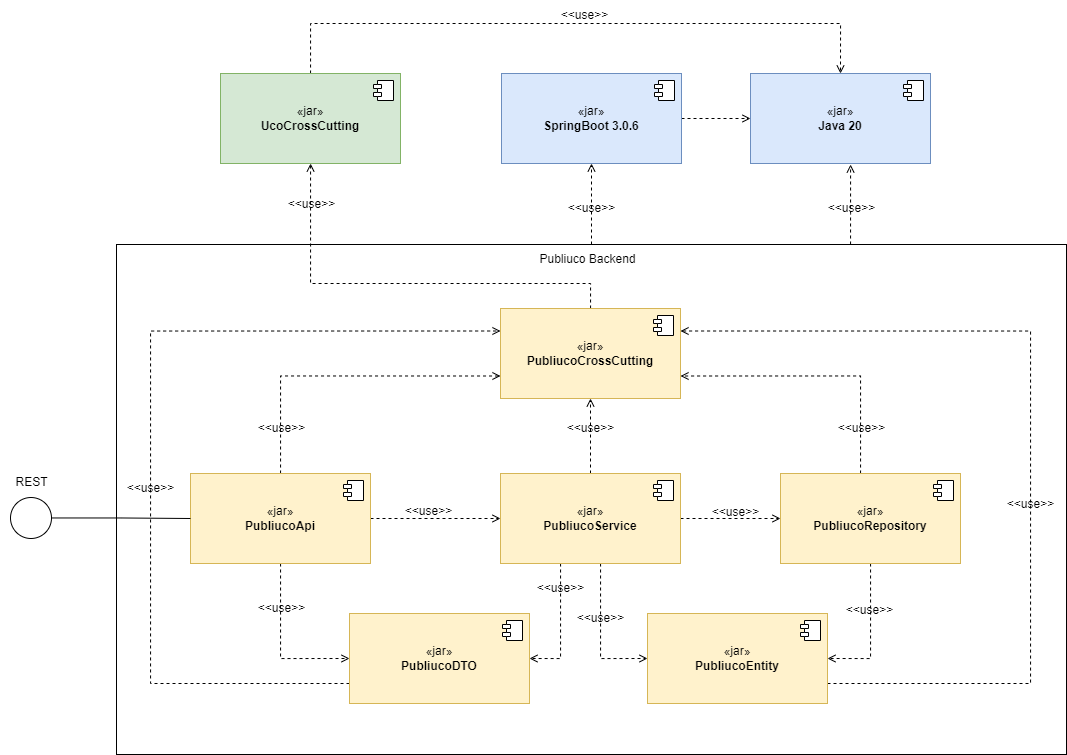 <<use>>
«jar»
UcoCrossCutting
«jar»
SpringBoot 3.0.6
«jar»
Java 20
<<use>>
<<use>>
<<use>>
Publiuco Backend
«jar»
PubliucoCrossCutting
<<use>>
<<use>>
<<use>>
REST
<<use>>
<<use>>
«jar»
PubliucoApi
<<use>>
«jar»
PubliucoService
<<use>>
«jar»
PubliucoRepository
<<use>>
<<use>>
<<use>>
<<use>>
«jar»
PubliucoDTO
«jar»
PubliucoEntity